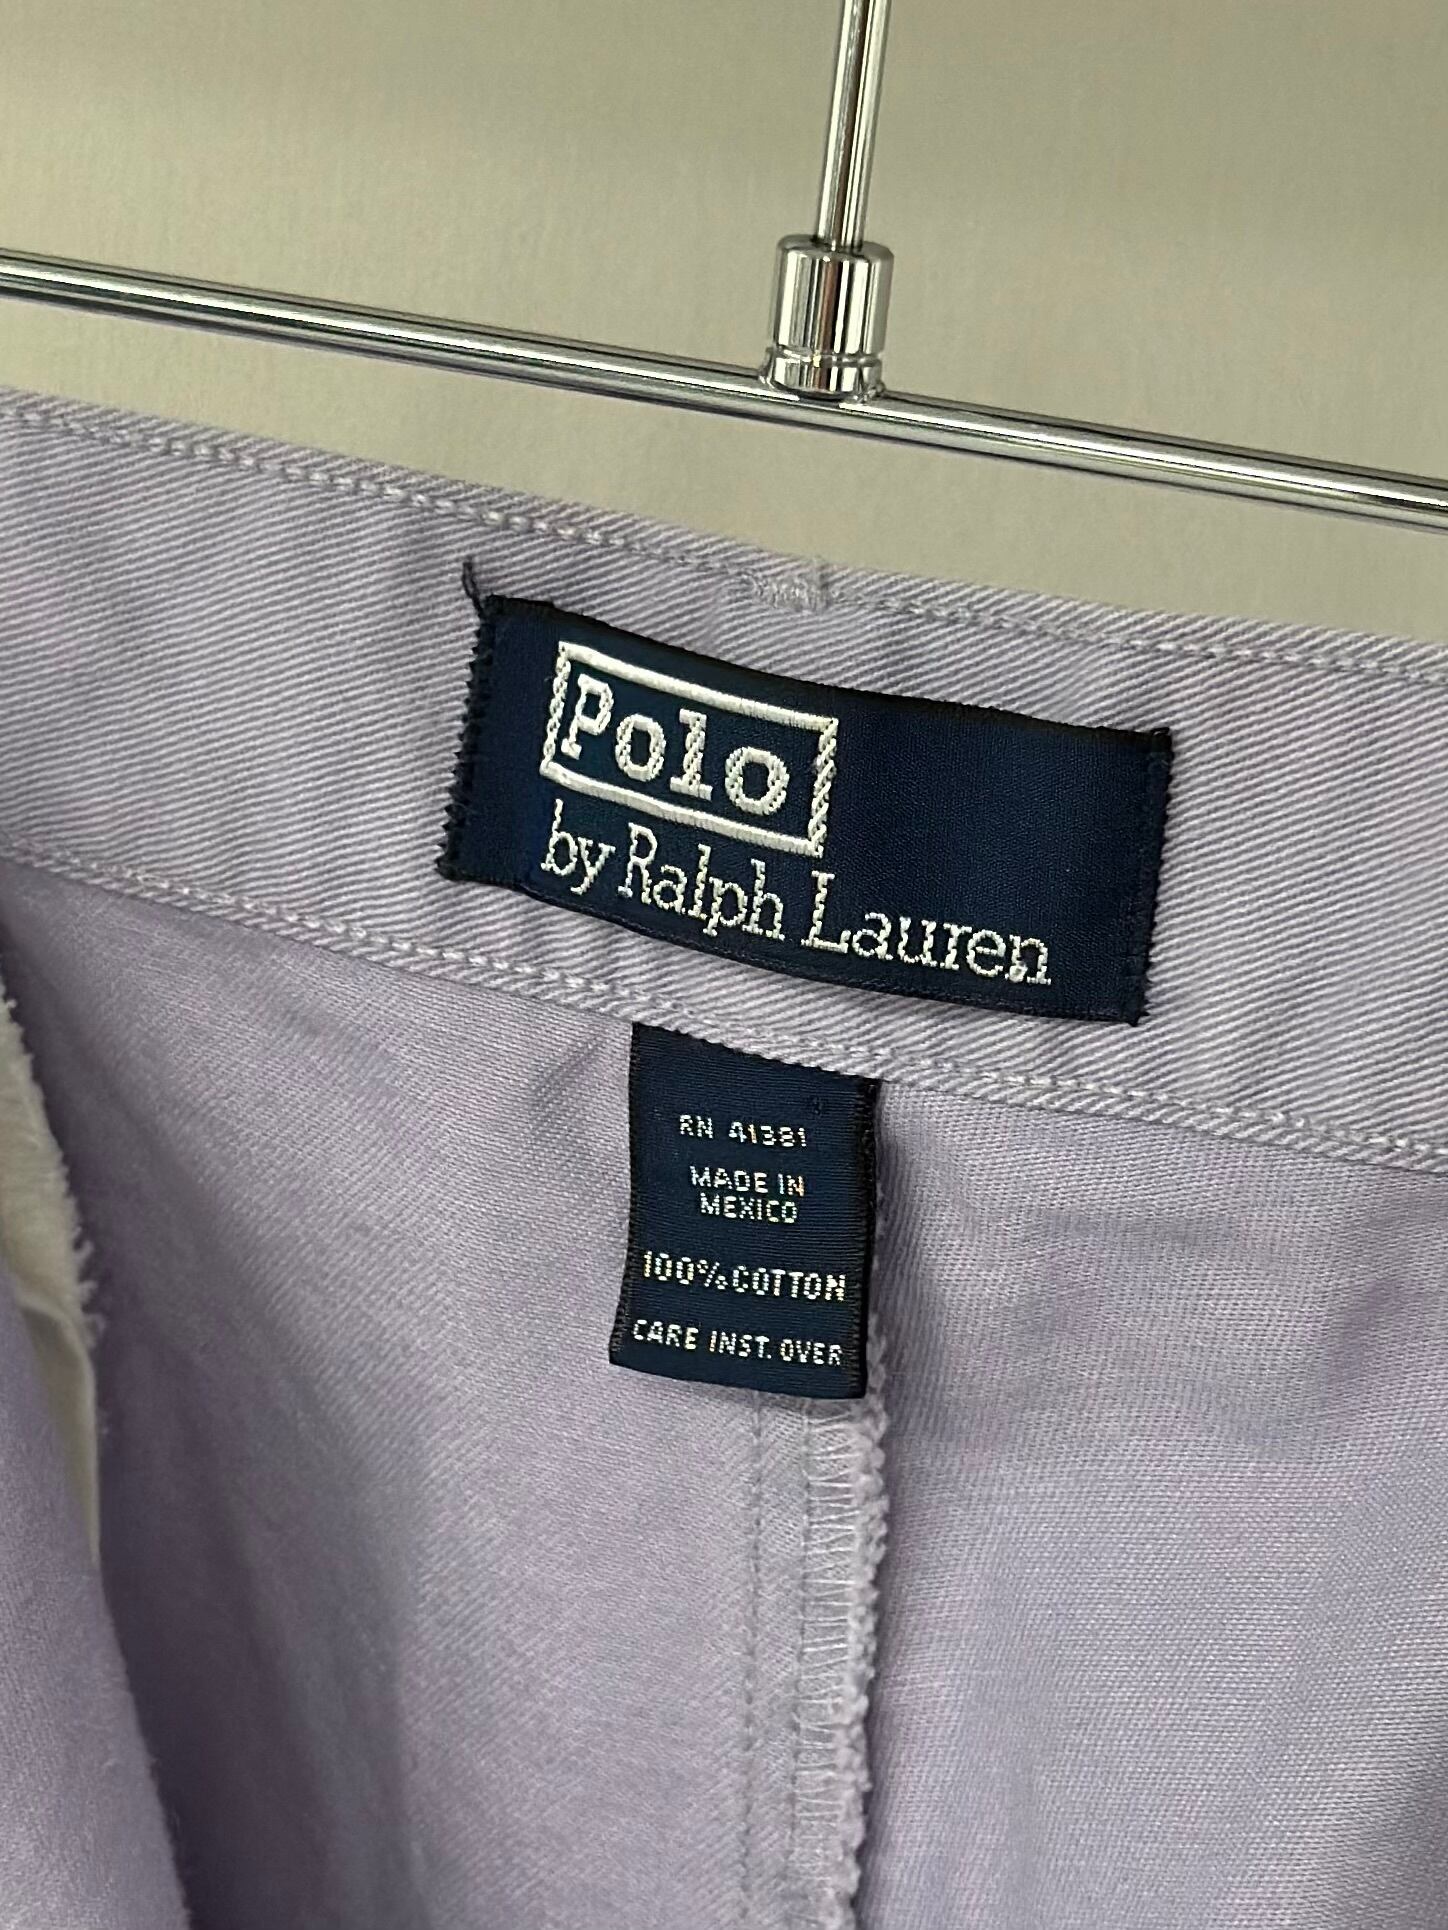 Polo
by Ralph Lauren
RN 41381
MADE IN
MEXICO
100%COTTON
CARE INST. OVER